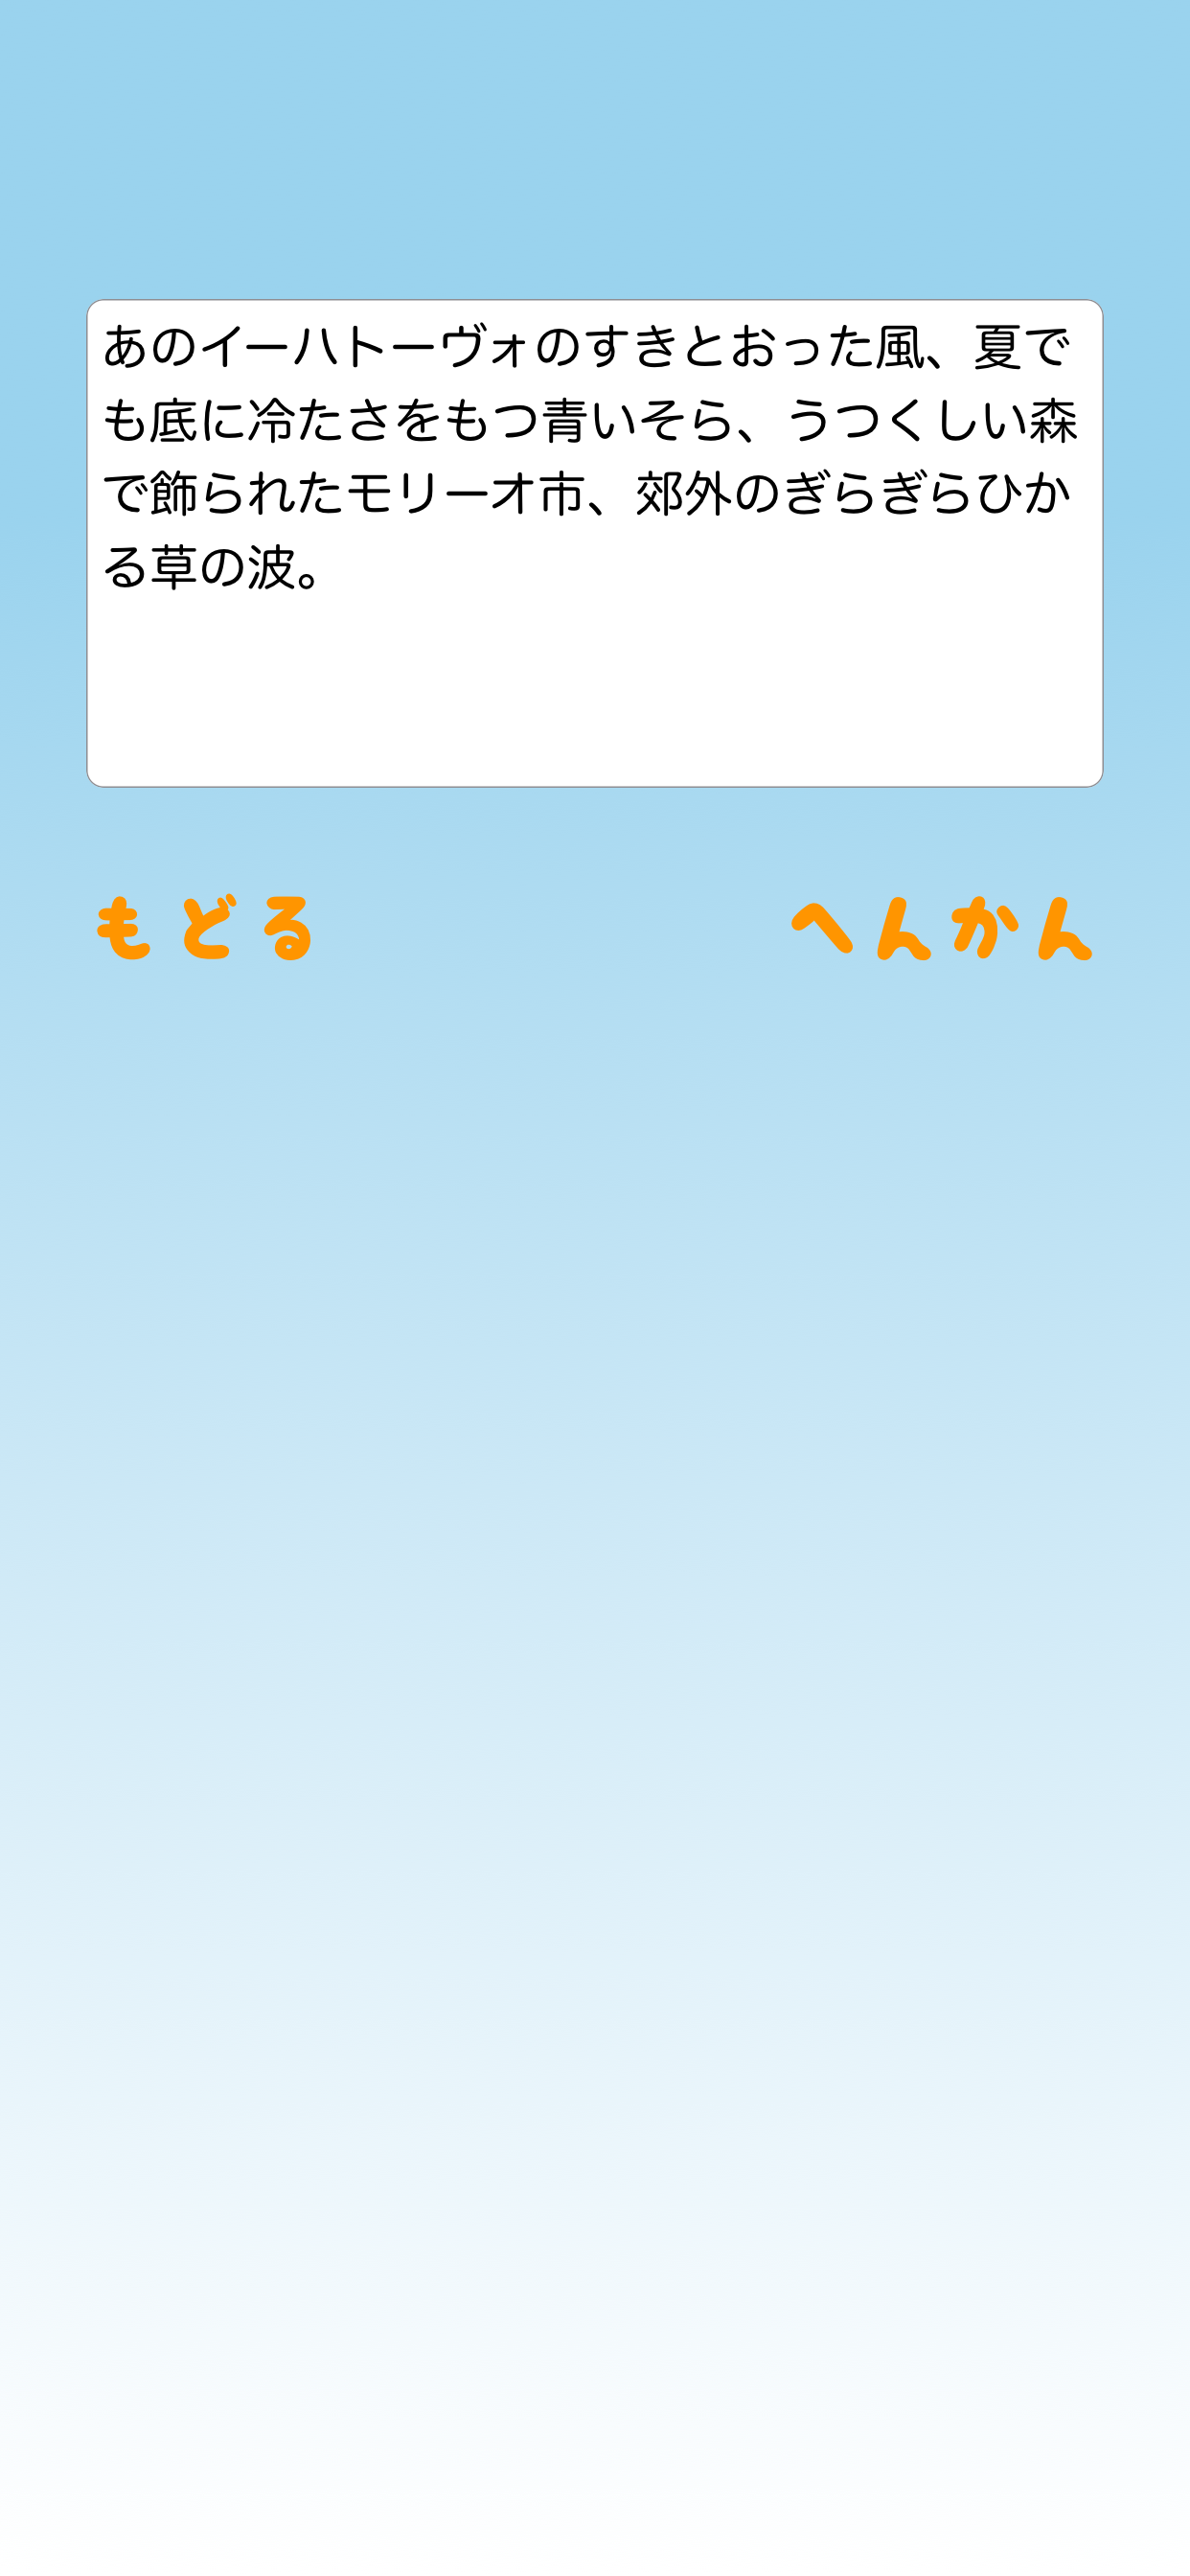 あのイーハトーヴォのすきとおった風、夏で
も底に冷たさをもつ青いそら、うつくしい森
で飾られたモリーオ市、郊外のぎらぎらひか
る草の波。
もどる
へんかん